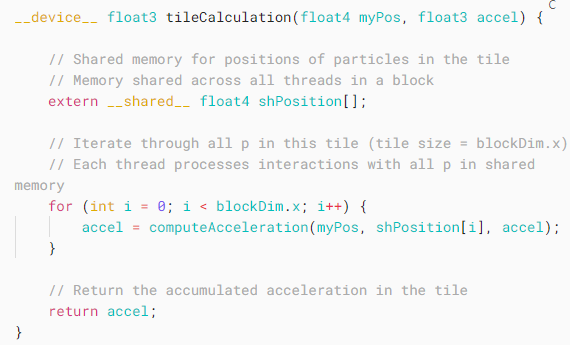 C
__device__ float3 tileCalculation(float4 myPos, float3 accel) {
// Shared memory for positions of particles in the tile
// Memory shared across all threads in a block
extern __shared__ float4 shPosition[];
// Iterate through all p in this tile (tile size = blockDim.x)
// Each thread processes interactions with all p in shared
memory
for (int i = 0; i < blockDim.x; i++) {
accel = computeAcceleration(myPos, shPosition[i], accel);
}
// Return the accumulated acceleration in the tile
return accel;
}